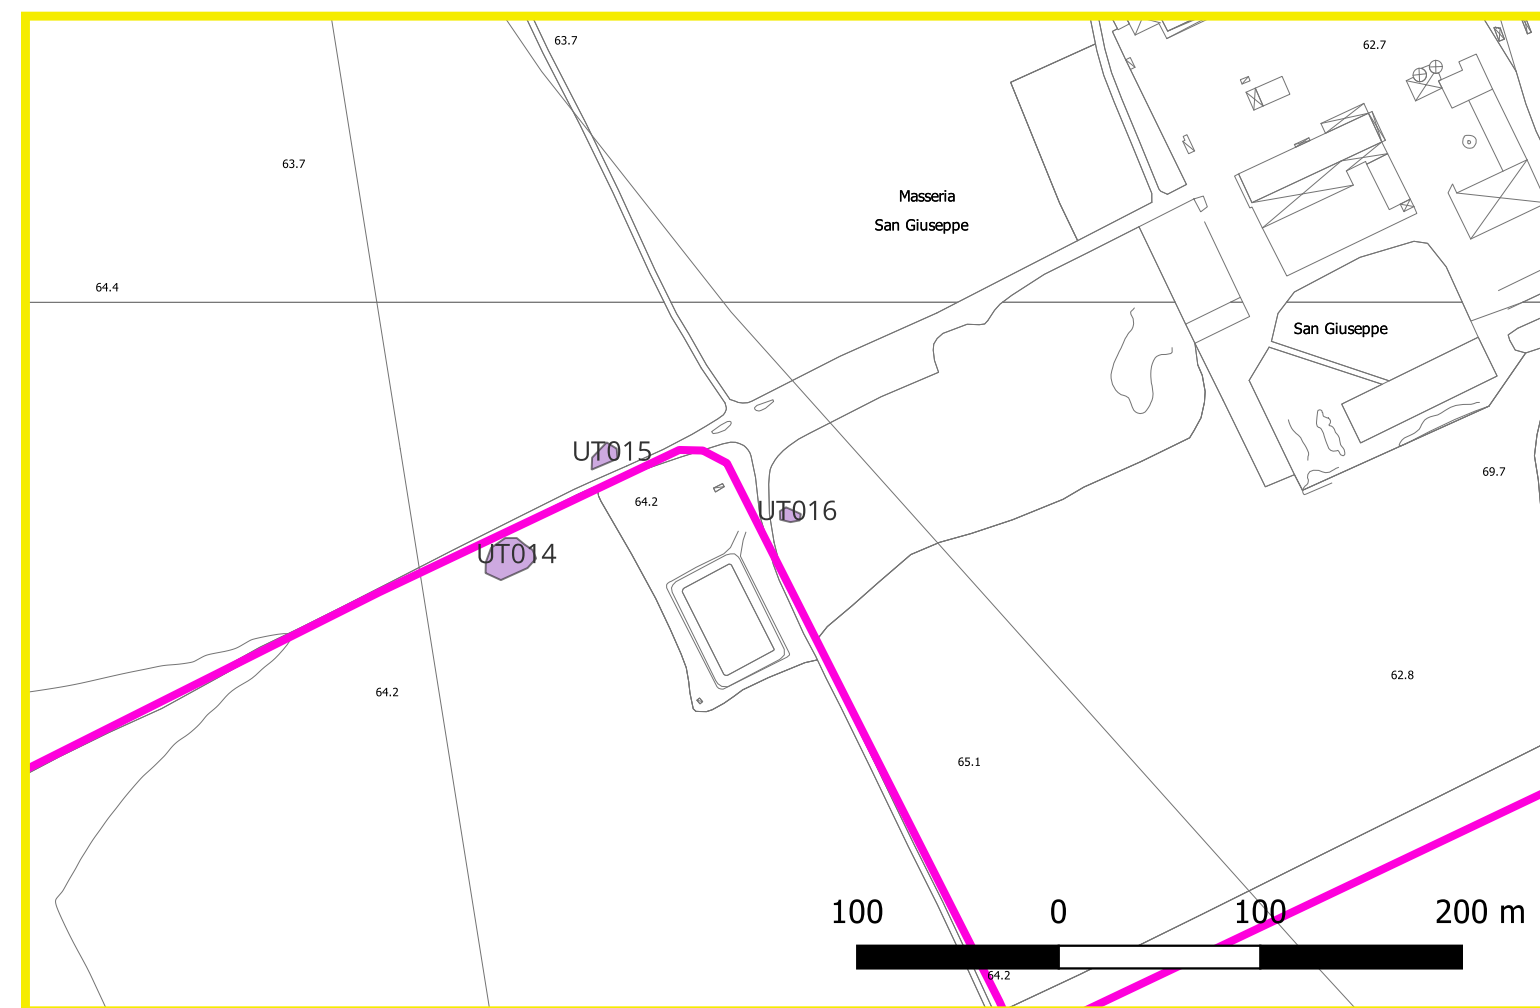 63.7
62.7
63.7
Masseria
San Giuseppe
64.4
San Giuseppe
UT015
69.7
64.2
UT016
UT014
62.8
64.2
65.1
100 0 100 200 m
64.2